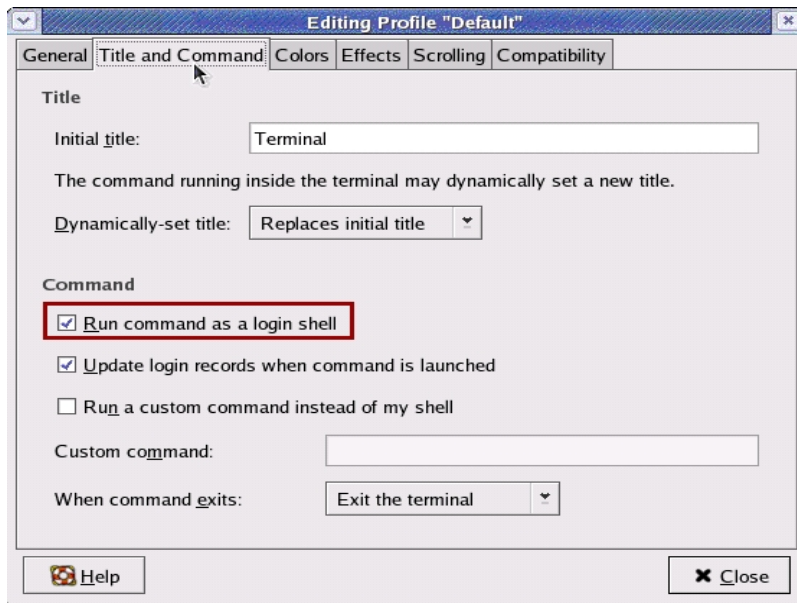 Editing Profile "Default"
General Title and Command Colors Effects Scrolling Compatibility
Title
Initial title: Terminal
The command running inside the terminal may dynamically set a new title.
Dynamically-set title: Replaces initial title
Command
Run command as a login shell
Update login records when command is launched
Run a custom command instead of my shell
Custom command:
When command exits: Exit the terminal
Help Close